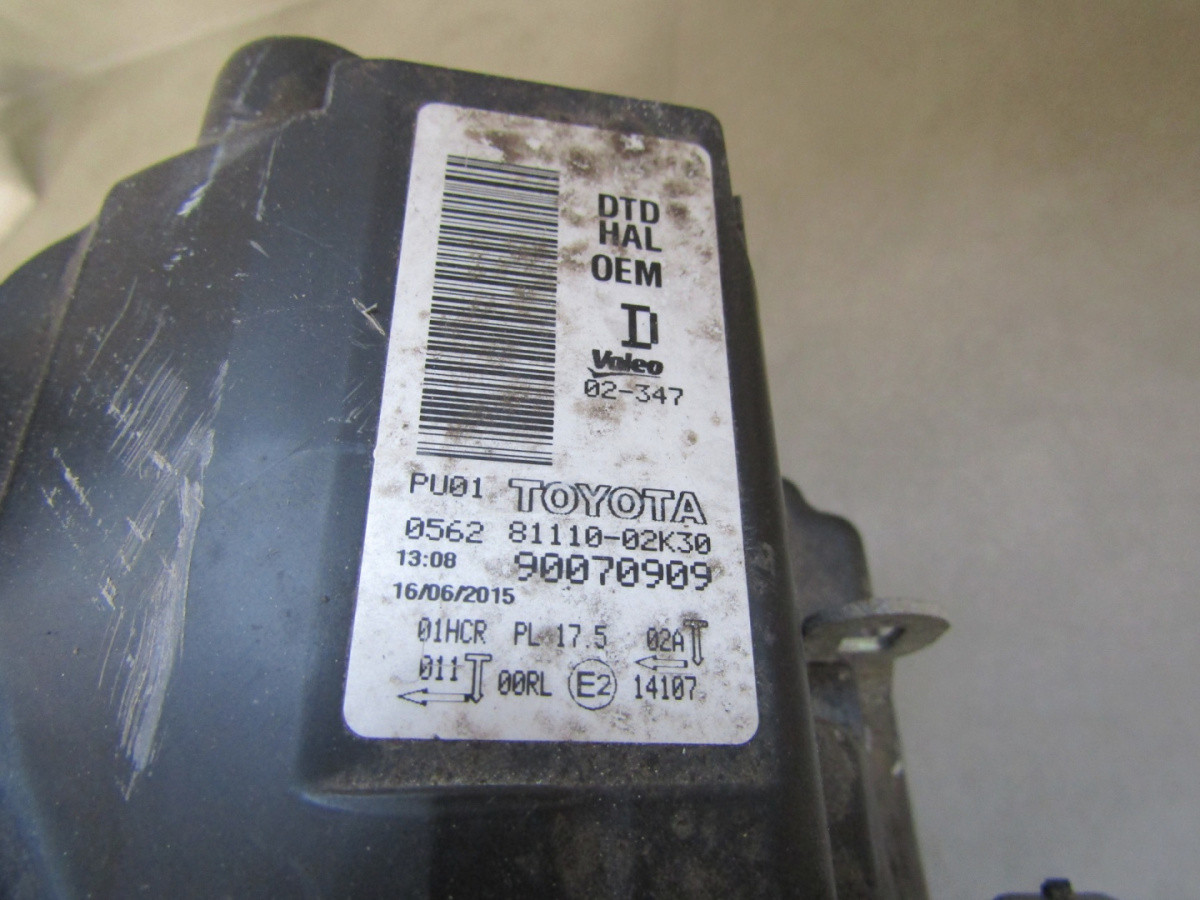 DTD
HAL
OEM
D
Valeo
02-347
PU01 TOYOTA
0562 81110-02K30
13:08 90070909
16/06/2015
01HCR PL 17.5 02A
011 00RL E2 14107